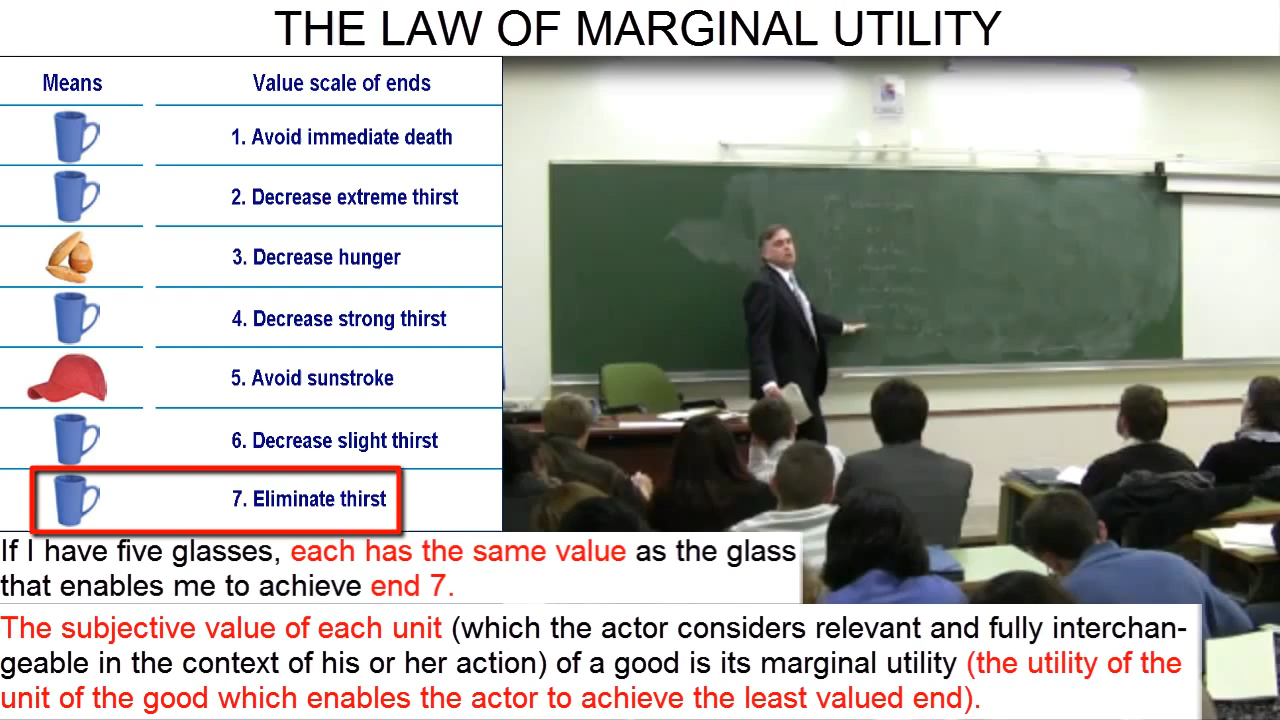 THE LAW OF MARGINAL UTILITY
Means Value scale of ends
1. Avoid immediate death
2. Decrease extreme thirst
3. Decrease hunger
4. Decrease strong thirst
5. Avoid sunstroke
6. Decrease slight thirst
7. Eliminate thirst
If I have five glasses, each has the same value as the glass
that enables me to achieve end 7.
The subjective value of each unit (which the actor considers relevant and fully interchan-
geable in the context of his or her action) of a good is its marginal utility (the utility of the
unit of the good which enables the actor to achieve the least valued end).